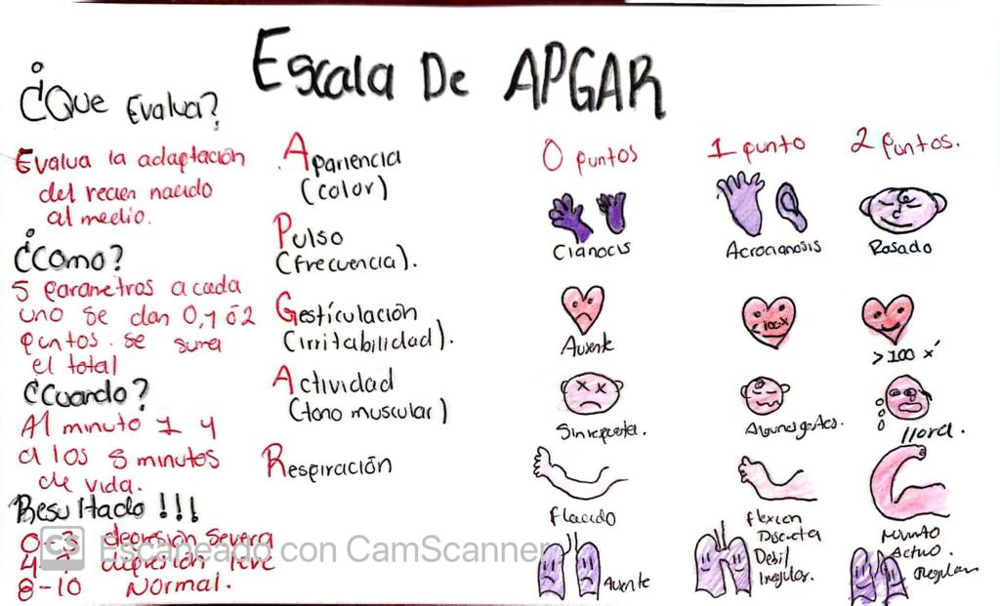 Escala De APGAR
¿Que Evalua?
Evalua la adaptación
del recien nacido
al medio.
¿Como?
5 parametros a cada
uno se dan 0,1 ó 2
puntos. se suma
el total
¿Cuando?
Al minuto 1 y
a los 5 minutos
de vida.
Resultado !!!
0-3 depresión severa
4-7 depresión leve
8-10 Normal.
Apariencia
(color)
Pulso
(frecuencia).
Gesticulación
(irritabilidad).
Actividad
(tono muscular)
Respiración
0 puntos
1 punto
2 puntos.
Cianocis
Acrocianosis
Rosado
Ausente
100x
>100 x'
Sin
Algunos gestos.
llora.
flacido
flexion
Discreta
Activo
Ausente
Debil
Irregular.
Regular
Escaneado con CamScanner
CS